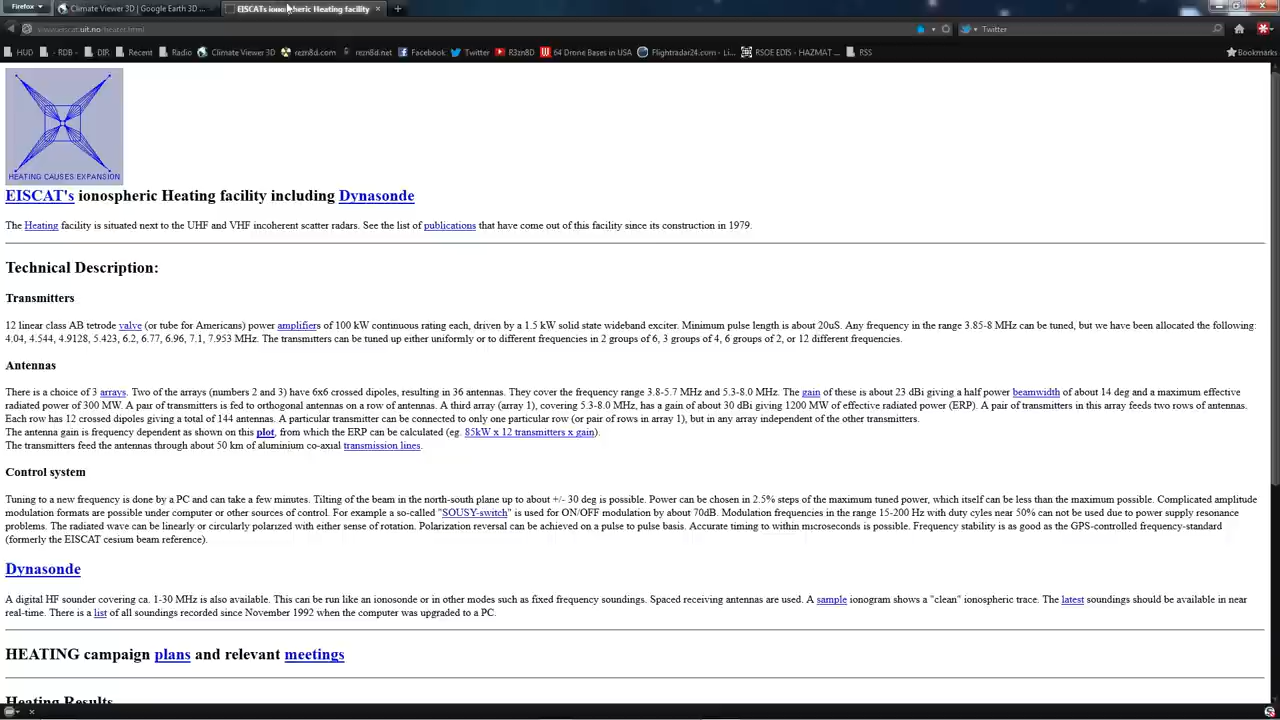 Firefox
Climate Viewer 3D | Google Earth 3D ...
EISCATs ionospheric Heating facility
Twitter
HUD - RDB - DIR Recent Radio Climate Viewer 3D rezn8d.com rezn8d.net Facebook Twitter R3zn8D 64 Drone Bases in USA Flightradar24.com - Li... RSOE EDIS - HAZMAT ... RSS Bookmarks
HEATING CAUSES EXPANSION
EISCAT's ionospheric Heating facility including Dynasonde
The Heating facility is situated next to the UHF and VHF incoherent scatter radars. See the list of publications that have come out of this facility since its construction in 1979.
Technical Description:
Transmitters
12 linear class AB tetrode valve (or tube for Americans) power amplifiers of 100 kW continuous rating each, driven by a 1.5 kW solid state wideband exciter. Minimum pulse length is about 20uS. Any frequency in the range 3.85-8 MHz can be tuned, but we have been allocated the following:
4.04, 4.544, 4.9128, 5.423, 6.2, 6.77, 6.96, 7.1, 7.953 MHz. The transmitters can be tuned up either uniformly or to different frequencies in 2 groups of 6, 3 groups of 4, 6 groups of 2, or 12 different frequencies.
Antennas
There is a choice of 3 arrays. Two of the arrays (numbers 2 and 3) have 6x6 crossed dipoles, resulting in 36 antennas. They cover the frequency range 3.8-5.7 MHz and 5.3-8.0 MHz. The gain of these is about 23 dBi giving a half power beamwidth of about 14 deg and a maximum effective
radiated power of 300 MW. A pair of transmitters is fed to orthogonal antennas on a row of antennas. A third array (array 1), covering 5.3-8.0 MHz, has a gain of about 30 dBi giving 1200 MW of effective radiated power (ERP). A pair of transmitters in this array feeds two rows of antennas.
Each row has 12 crossed dipoles giving a total of 144 antennas. A particular transmitter can be connected to only one particular row (or pair of rows in array 1), but in any array independent of the other transmitters.
The antenna gain is frequency dependent as shown on this plot, from which the ERP can be calculated (eg. 85kW x 12 transmitters x gain).
The transmitters feed the antennas through about 50 km of aluminium co-axial transmission lines.
Control system
Tuning to a new frequency is done by a PC and can take a few minutes. Tilting of the beam in the north-south plane up to about +/- 30 deg is possible. Power can be chosen in 2.5% steps of the maximum tuned power, which itself can be less than the maximum possible. Complicated amplitude
modulation formats are possible under computer or other sources of control. For example a so-called "SOUSY-switch" is used for ON/OFF modulation by about 70dB. Modulation frequencies in the range 15-200 Hz with duty cyles near 50% can not be used due to power supply resonance
problems. The radiated wave can be linearly or circularly polarized with either sense of rotation. Polarization reversal can be achieved on a pulse to pulse basis. Accurate timing to within microseconds is possible. Frequency stability is as good as the GPS-controlled frequency-standard
(formerly the EISCAT cesium beam reference).
Dynasonde
A digital HF sounder covering ca. 1-30 MHz is also available. This can be run like an ionosonde or in other modes such as fixed frequency soundings. Spaced receiving antennas are used. A sample ionogram shows a "clean" ionospheric trace. The latest soundings should be available in near
real-time. There is a list of all soundings recorded since November 1992 when the computer was upgraded to a PC.
HEATING campaign plans and relevant meetings
Heating Results